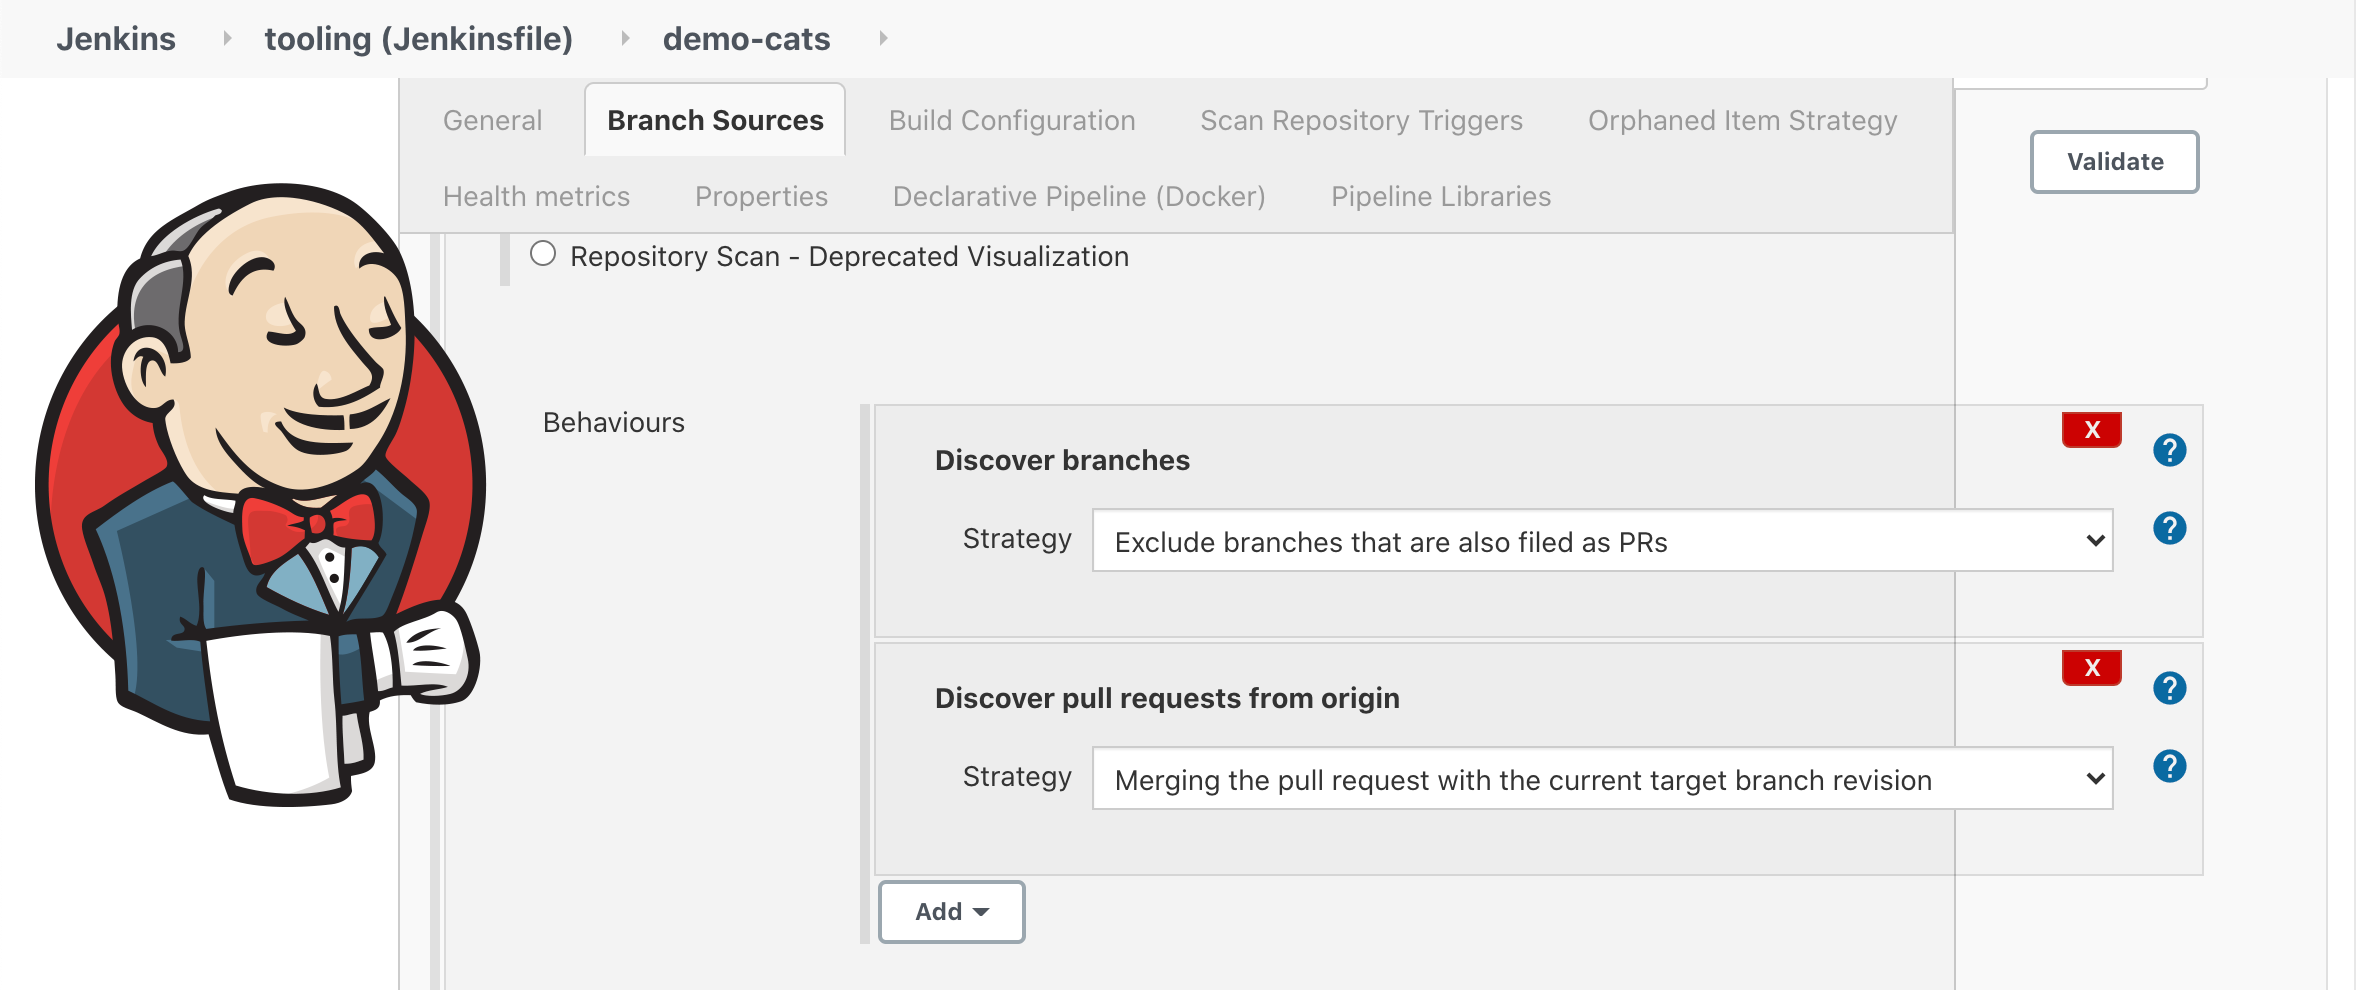 Jenkins tooling (Jenkinsfile) demo-cats
General Branch Sources Build Configuration Scan Repository Triggers Orphaned Item Strategy
Validate
Health metrics Properties Declarative Pipeline (Docker) Pipeline Libraries
Repository Scan - Deprecated Visualization
Behaviours
X
?
Discover branches
Strategy Exclude branches that are also filed as PRs ?
X
?
Discover pull requests from origin
Strategy Merging the pull request with the current target branch revision ?
Add